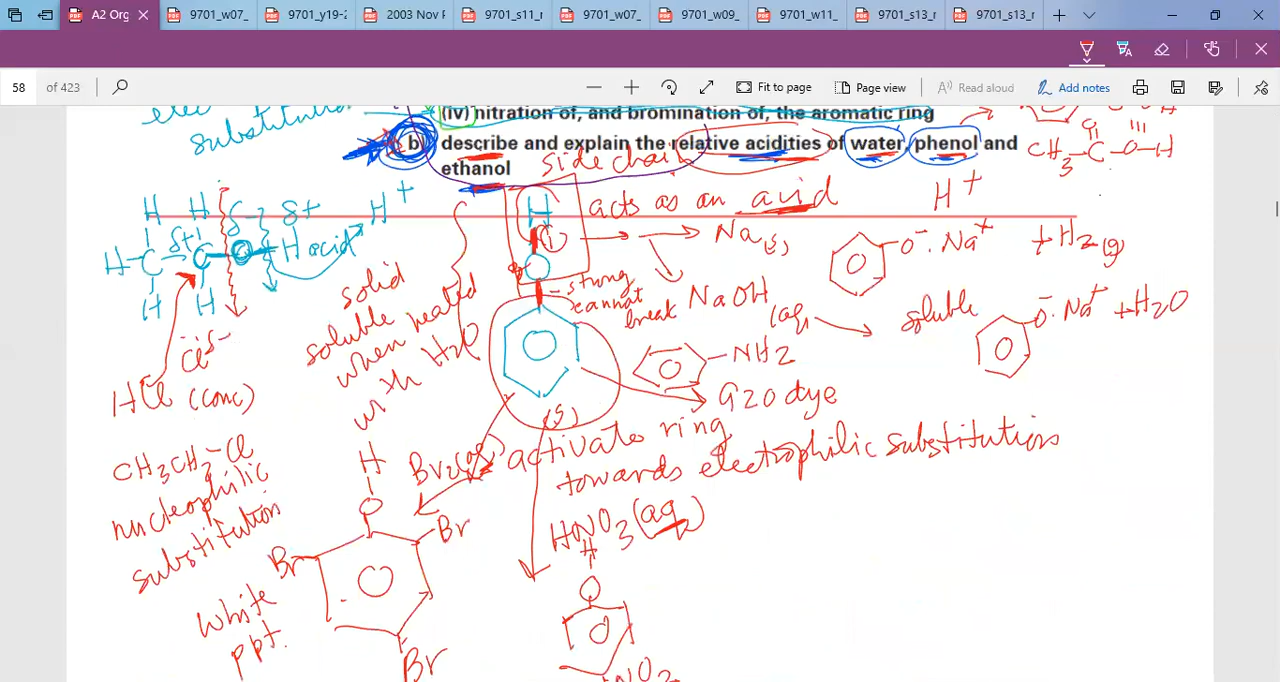 A2 Org
9701_w07_
9701_y19-2
2003 Nov F
9701_s11_r
9701_w07_
9701_w09_
9701_w11_
9701_s13_r
9701_s13_r
58 of 423
Fit to page
Page view
Read aloud
Add notes
substitution
(iv) nitration of, and bromination of, the aromatic ring
b) describe and explain the relative acidities of water, phenol and
ethanol
CH3-C-O-H
O
side chain
H H δ- δ+ H+
H-C C O H acid
δ+
H H
H
O
acts as an acid
H+
Na(s)
O-.Na+ + H2(g)
strong
cannot
break
NaOH
(aq)
soluble
O-.Na+ + H2O
solid
soluble
when heated
with H2O
Clδ-
HCl (conc)
-NH2
azo dye
(s)
activate ring
towards electrophilic substitution
CH3CH2-Cl
nucleophilic
substitution
Br2(aq)
H
O
Br
Br
Br
white
ppt.
HNO3(aq)
H
O
NO2